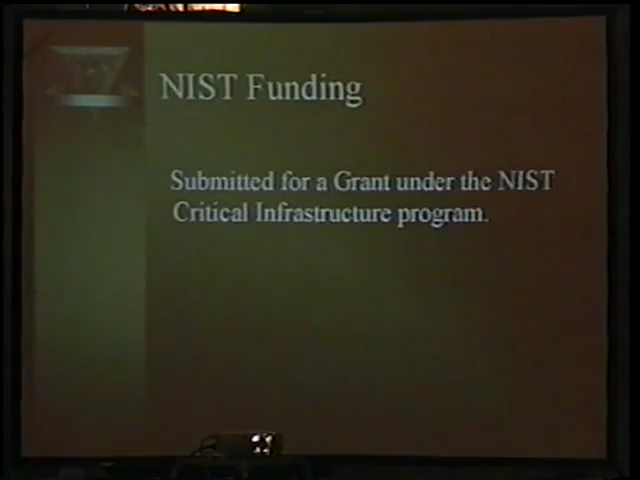 NIST Funding
Submitted for a Grant under the NIST
Critical Infrastructure program.